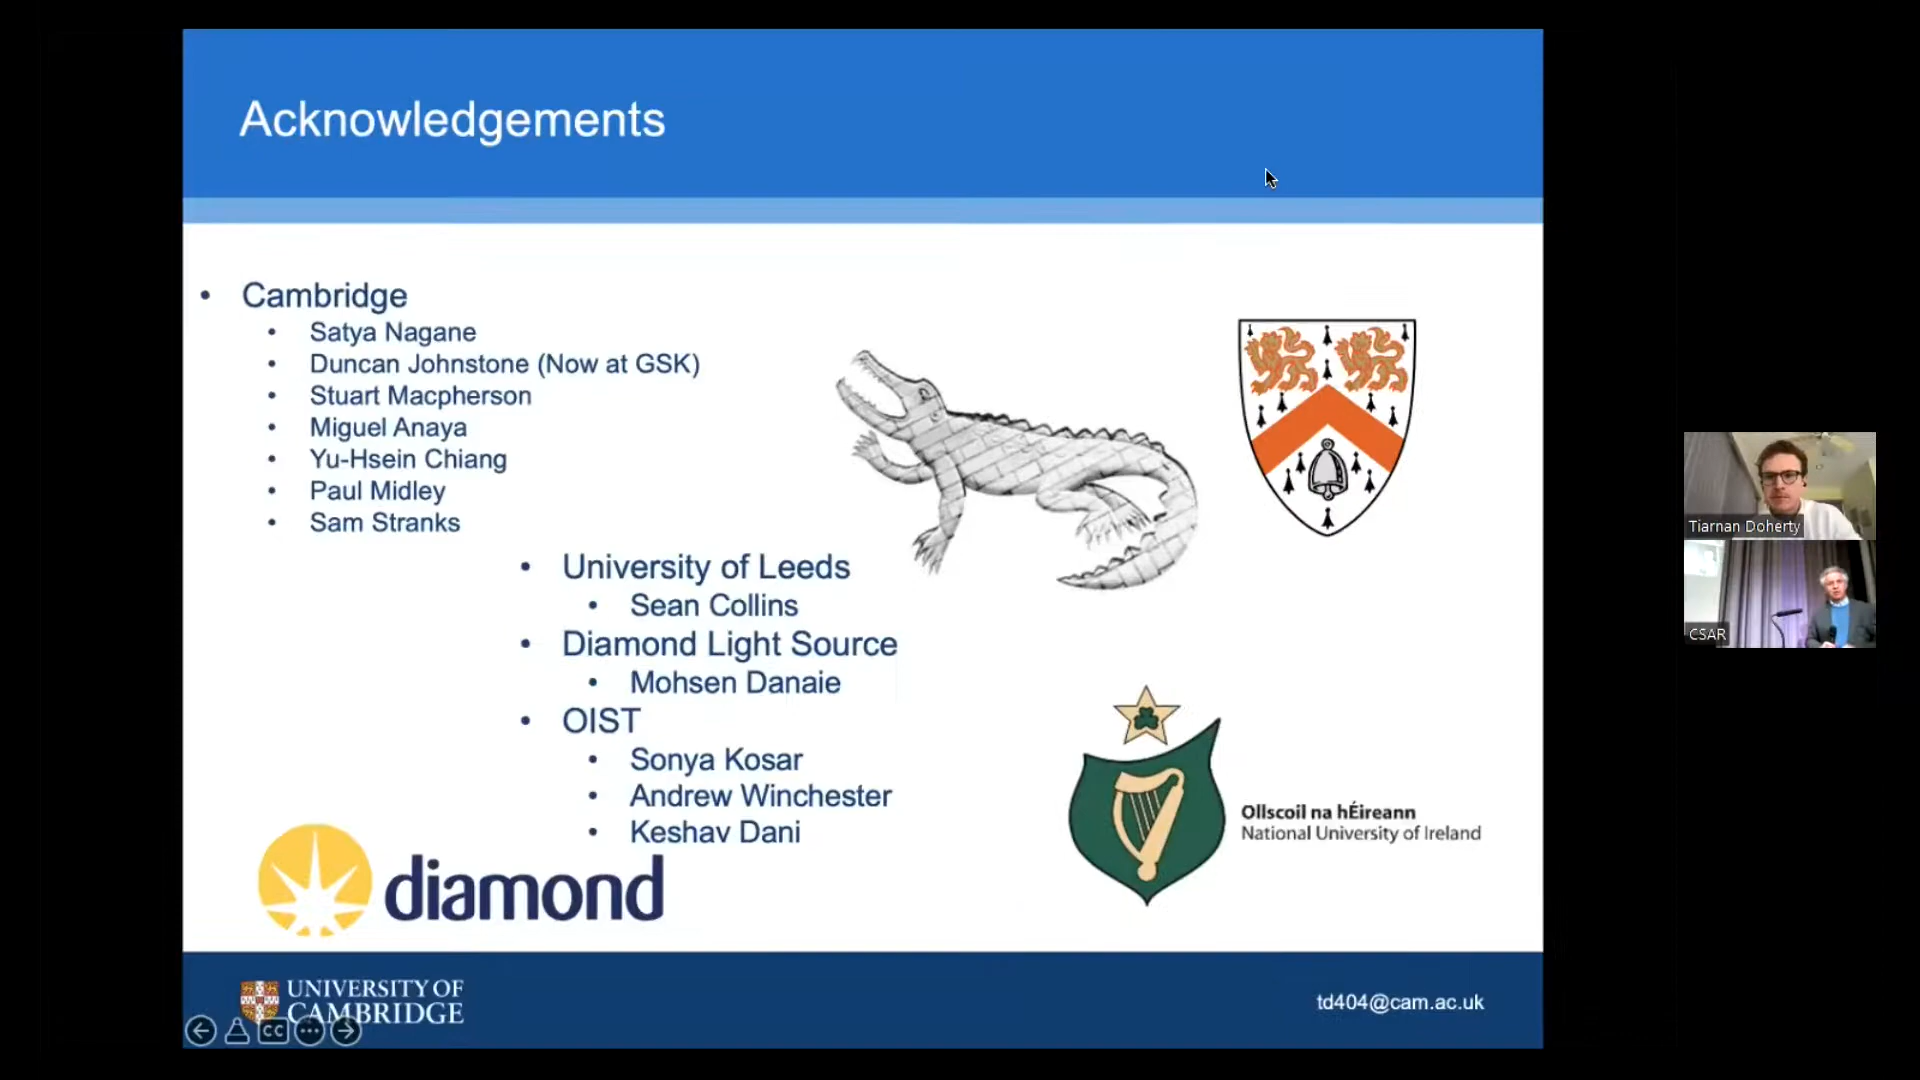 Acknowledgements
Cambridge
Satya Nagane
Duncan Johnstone (Now at GSK)
Stuart Macpherson
Miguel Anaya
Yu-Hsein Chiang
Paul Midley
Sam Stranks
University of Leeds
Sean Collins
Diamond Light Source
Mohsen Danaie
OIST
Sonya Kosar
Andrew Winchester
Keshav Dani
diamond
Ollscoil na hÉireann
National University of Ireland
UNIVERSITY OF
CAMBRIDGE
td404@cam.ac.uk
CC
Tiarnan Doherty
CSAR